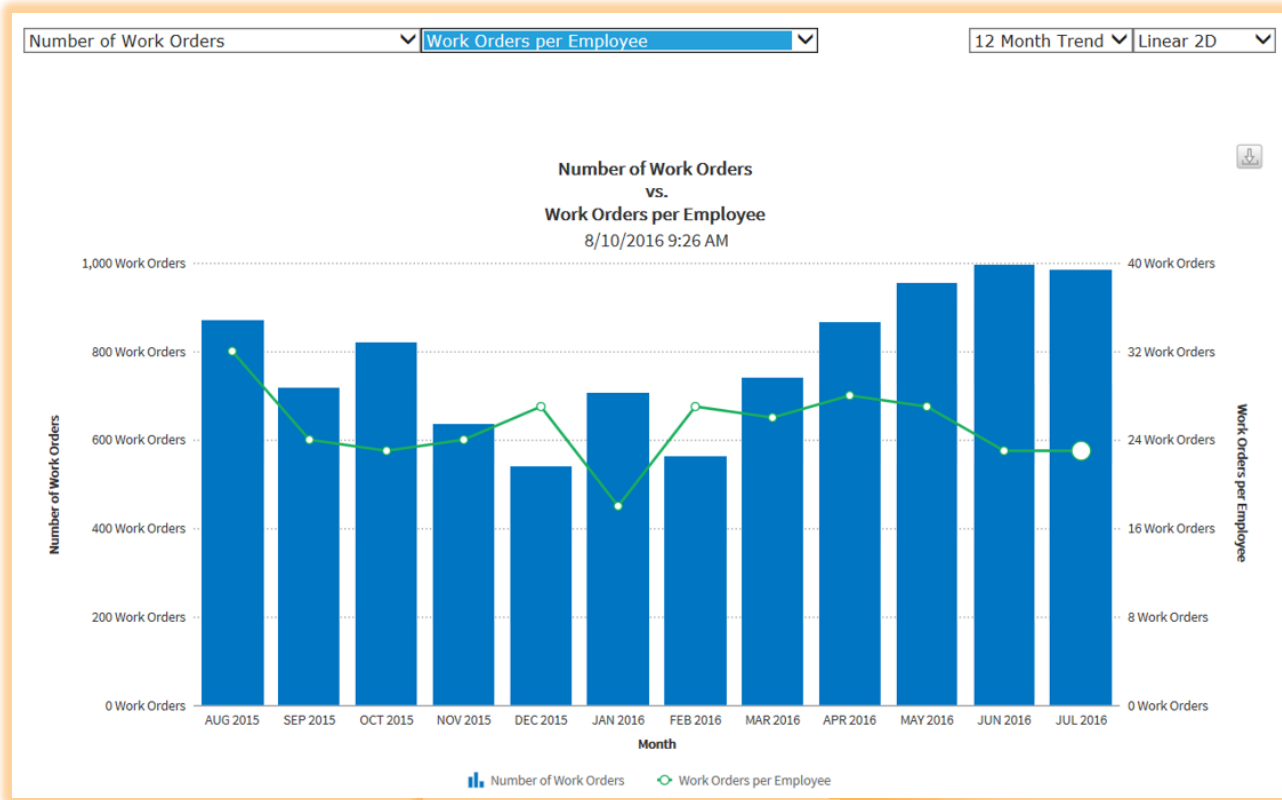 Number of Work Orders
Work Orders per Employee
12 Month Trend
Linear 2D
Number of Work Orders
vs.
Work Orders per Employee
8/10/2016 9:26 AM
1,000 Work Orders
800 Work Orders
600 Work Orders
400 Work Orders
200 Work Orders
0 Work Orders
Number of Work Orders
40 Work Orders
32 Work Orders
24 Work Orders
16 Work Orders
8 Work Orders
0 Work Orders
Work Orders per Employee
AUG 2015
SEP 2015
OCT 2015
NOV 2015
DEC 2015
JAN 2016
FEB 2016
MAR 2016
APR 2016
MAY 2016
JUN 2016
JUL 2016
Month
Number of Work Orders
Work Orders per Employee